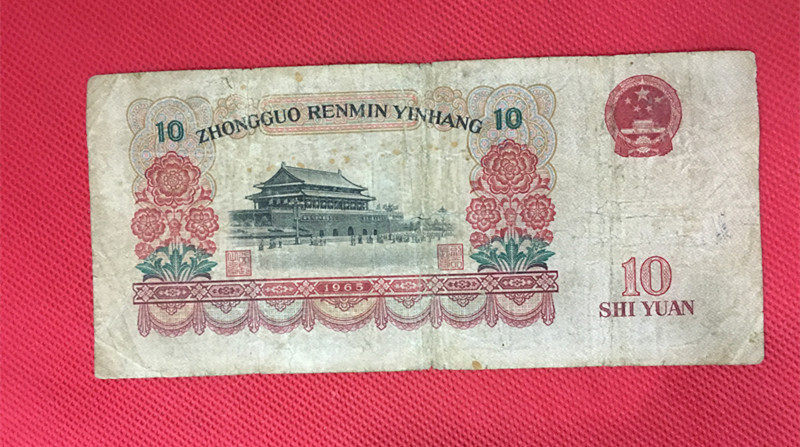 10 ZHONGGUO RENMIN YINHANG 10
1965
10
SHI YUAN